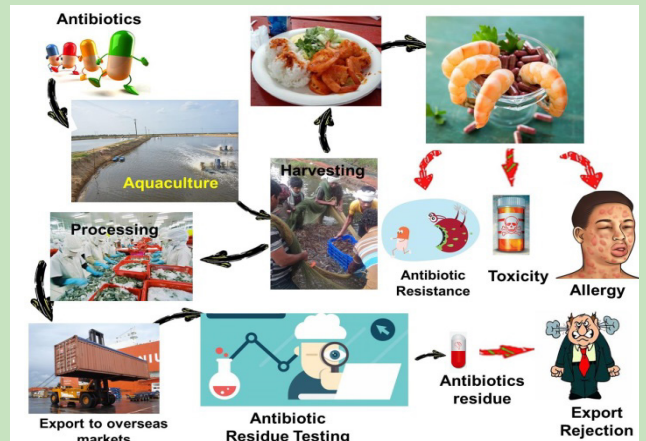 Antibiotics
Aquaculture
Harvesting
Processing
Antibiotic
Resistance
Toxicity
Allergy
Export to overseas
markets
Antibiotic
Residue Testing
Antibiotics
residue
Export
Rejection